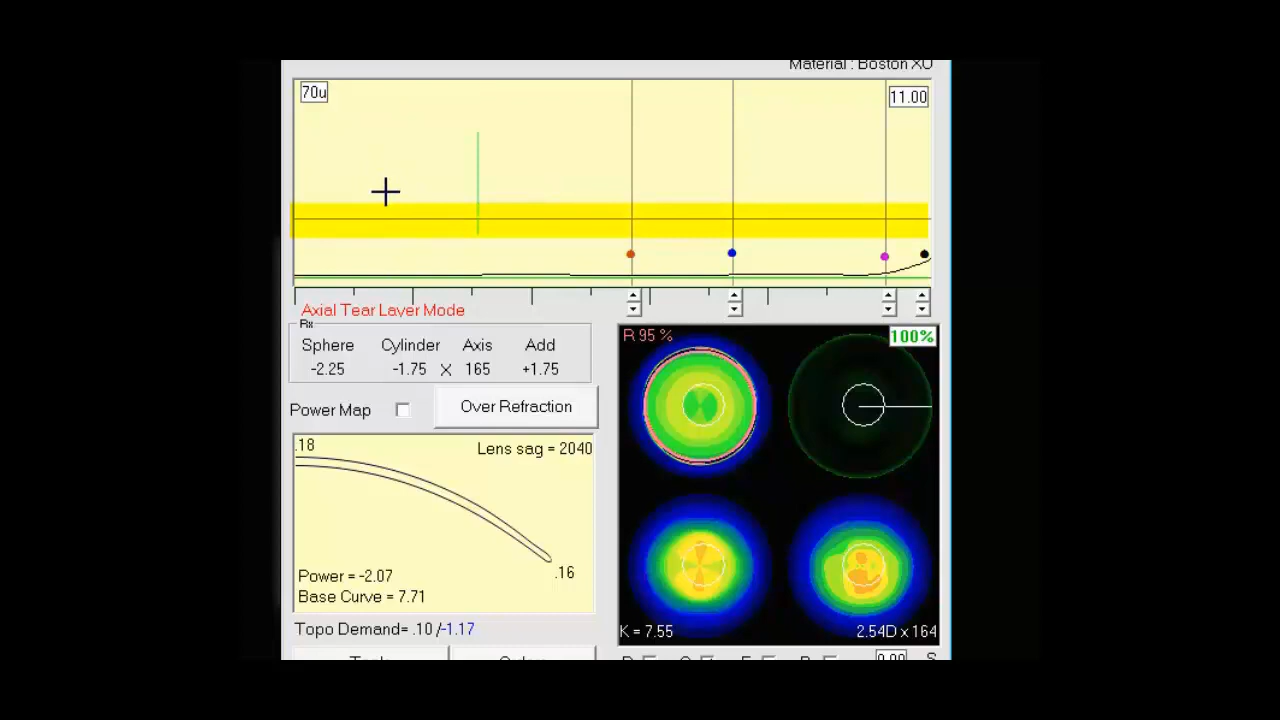 Material : Boston XO
70u
11.00
Axial Tear Layer Mode
Rx
Sphere Cylinder Axis Add
-2.25 -1.75 X 165 +1.75
Power Map
Over Refraction
R 95 %
100%
.18
Lens sag = 2040
.16
Power = -2.07
Base Curve = 7.71
K = 7.55
2.54D x 164
Topo Demand= .10 /-1.17